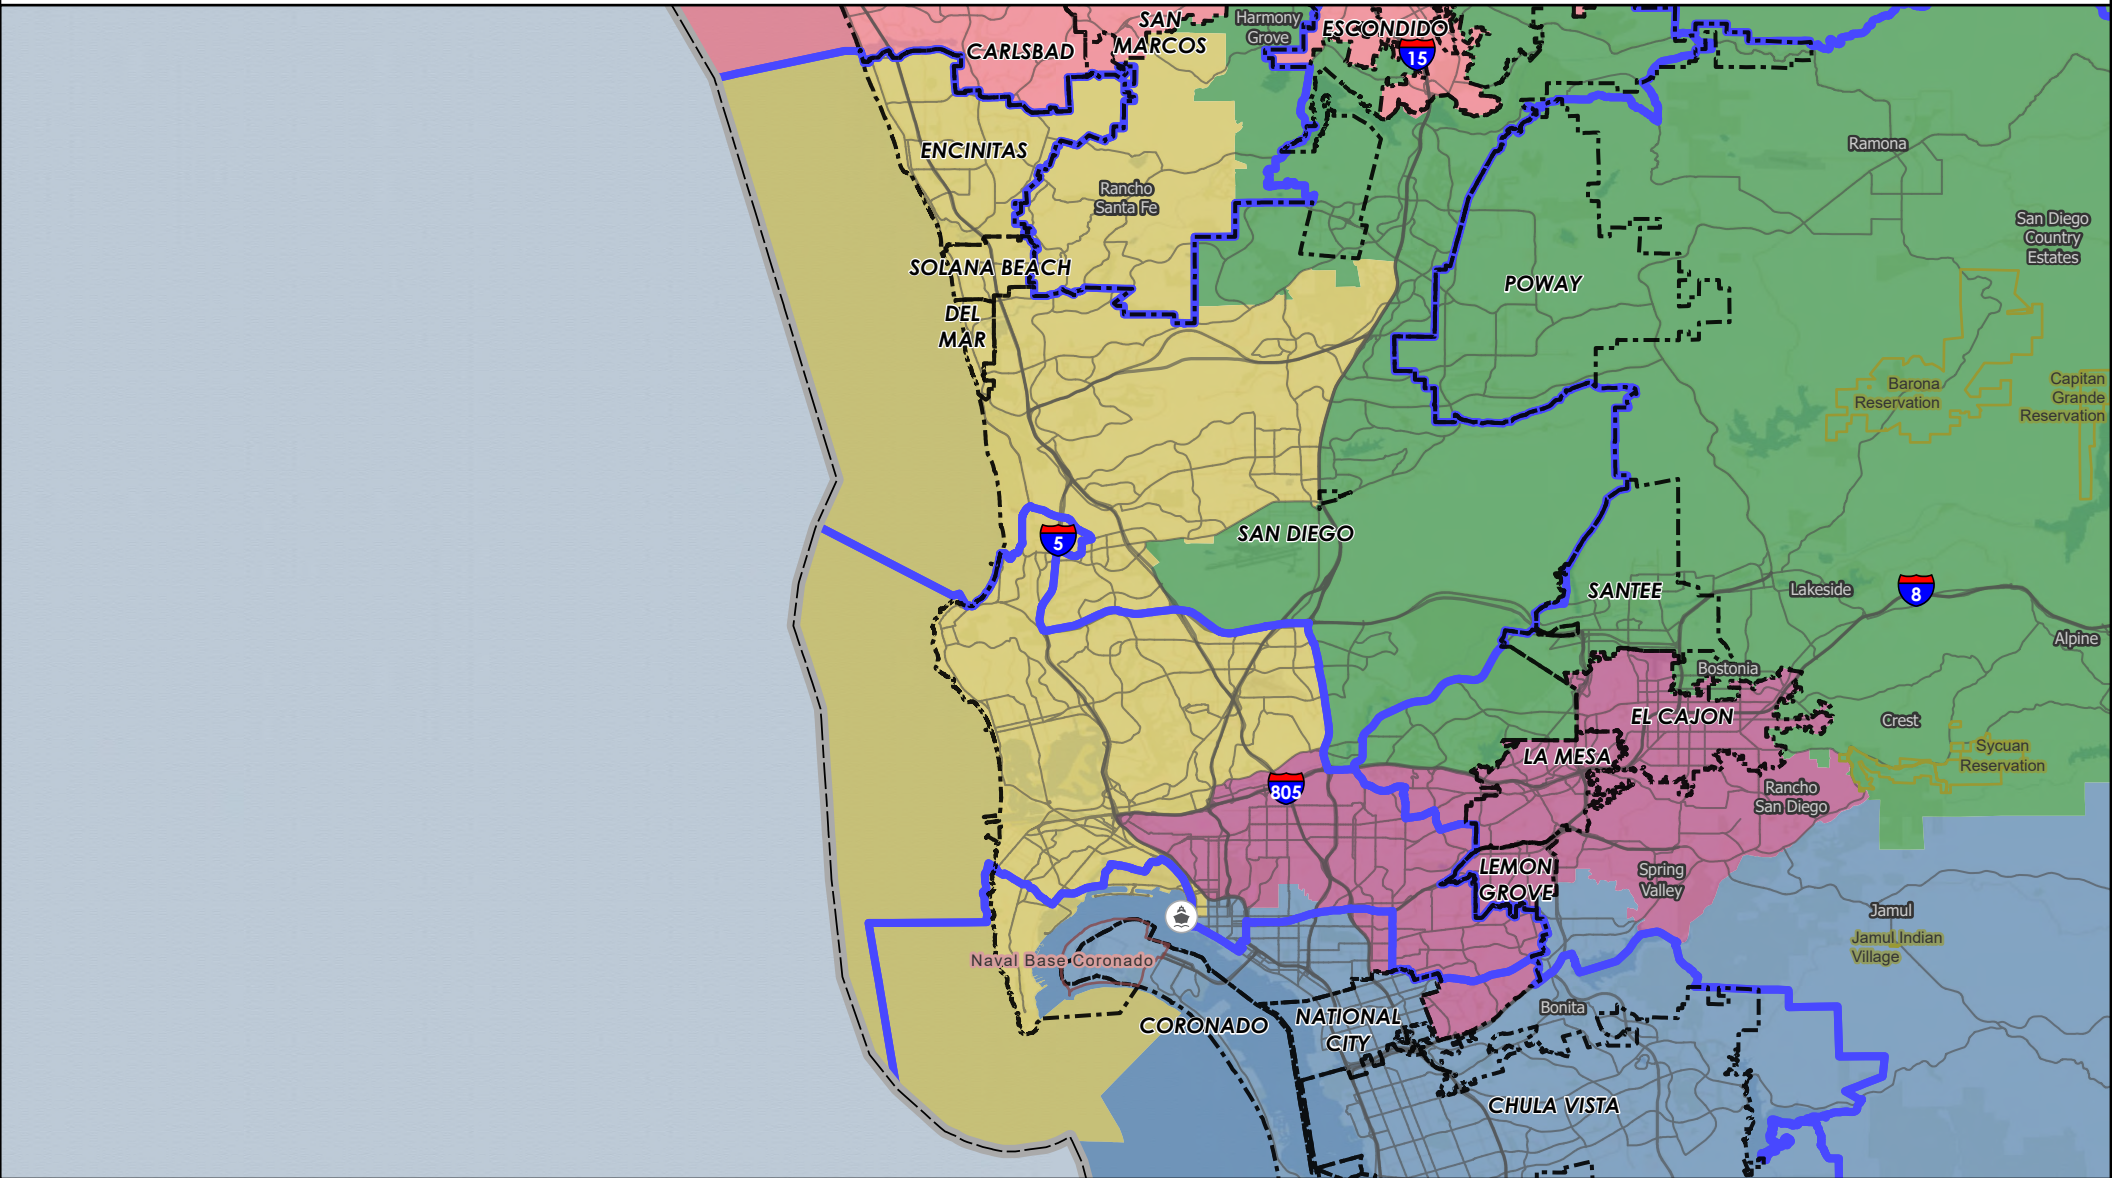 SAN
MARCOS
Harmony
Grove
ESCONDIDO
15
CARLSBAD
ENCINITAS
Rancho
Santa Fe
Ramona
San Diego
Country
Estates
SOLANA BEACH
POWAY
DEL
MAR
Barona
Reservation
Capitan
Grande
Reservation
5
SAN DIEGO
SANTEE
Lakeside
8
Alpine
Bostonia
EL CAJON
Crest
LA MESA
Sycuan
Reservation
805
Rancho
San Diego
LEMON
GROVE
Spring
Valley
Jamul
Jamul Indian
Village
Naval Base Coronado
Bonita
CORONADO
NATIONAL
CITY
CHULA VISTA